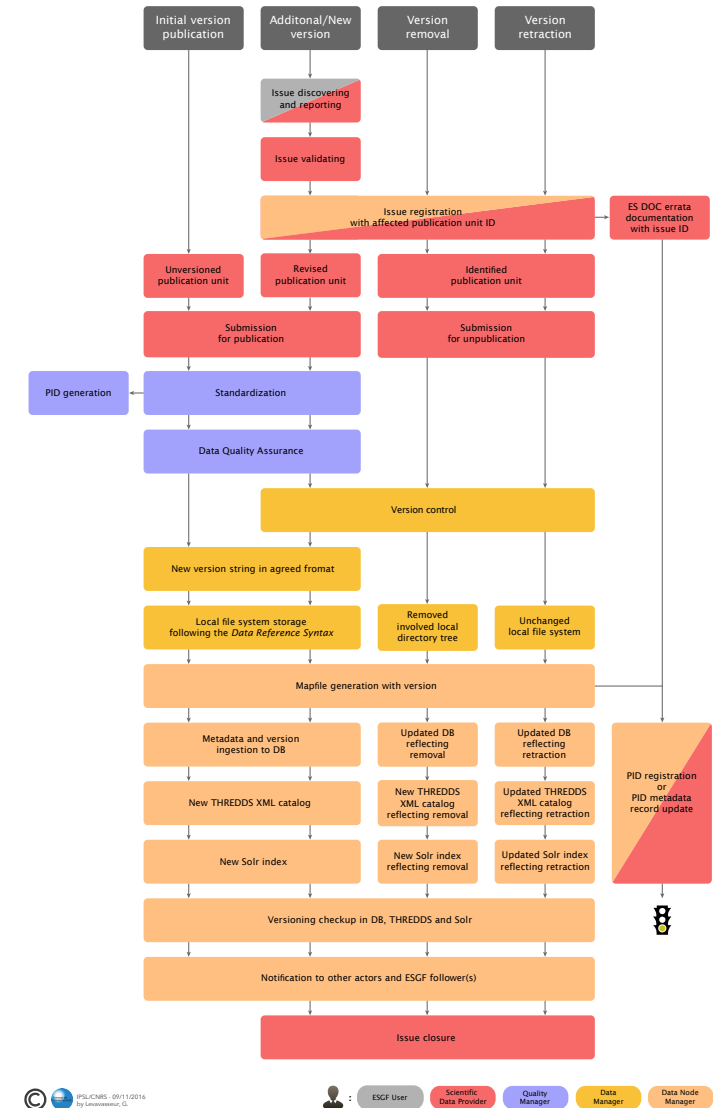 Initial version
publication
Additonal/New
version
Version
removal
Version
retraction
Issue discovering
and reporting
Issue validating
Issue registration
with affected publication unit ID
ES DOC errata
documentation
with issue ID
Unversioned
publication unit
Revised
publication unit
Identified
publication unit
Submission
for publication
Submission
for unpublication
PID generation
Standardization
Data Quality Assurance
Version control
New version string in agreed fromat
Local file system storage
following the Data Reference Syntax
Removed
involved local
directory tree
Unchanged
local file system
Mapfile generation with version
Metadata and version
ingestion to DB
Updated DB
reflecting
removal
Updated DB
reflecting
retraction
PID registration
or
PID metadata
record update
New THREDDS XML catalog
New THREDDS
XML catalog
reflecting removal
Updated THREDDS
XML catalog
reflecting retraction
New Solr index
New Solr index
reflecting removal
Updated Solr index
reflecting retraction
Versioning checkup in DB, THREDDS and Solr
Notification to other actors and ESGF follower(s)
Issue closure
©
IPSL/CNRS - 09/11/2016
by Levavasseur, G.
:
ESGF User
Scientific
Data Provider
Quality
Manager
Data
Manager
Data Node
Manager